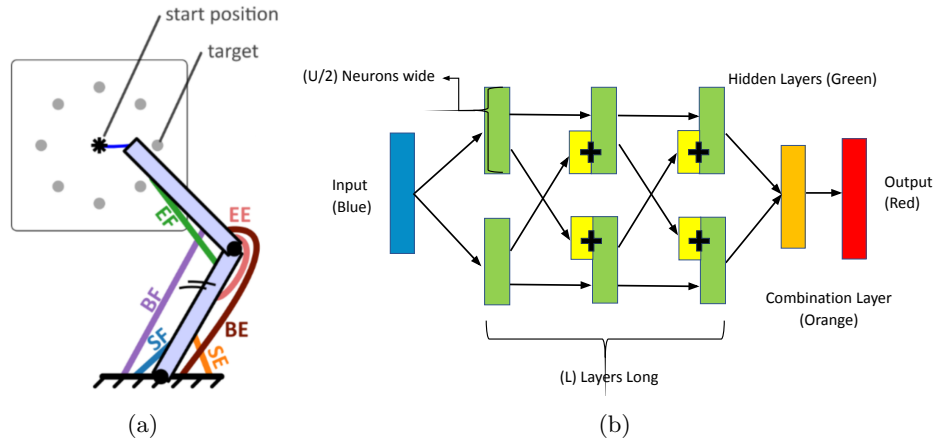 start position
target
EF
EE
BF
BE
SF
SE
(a)
(U/2) Neurons wide
Hidden Layers (Green)
+
+
Input
(Blue)
Output
(Red)
+
+
Combination Layer
(Orange)
(L) Layers Long
(b)